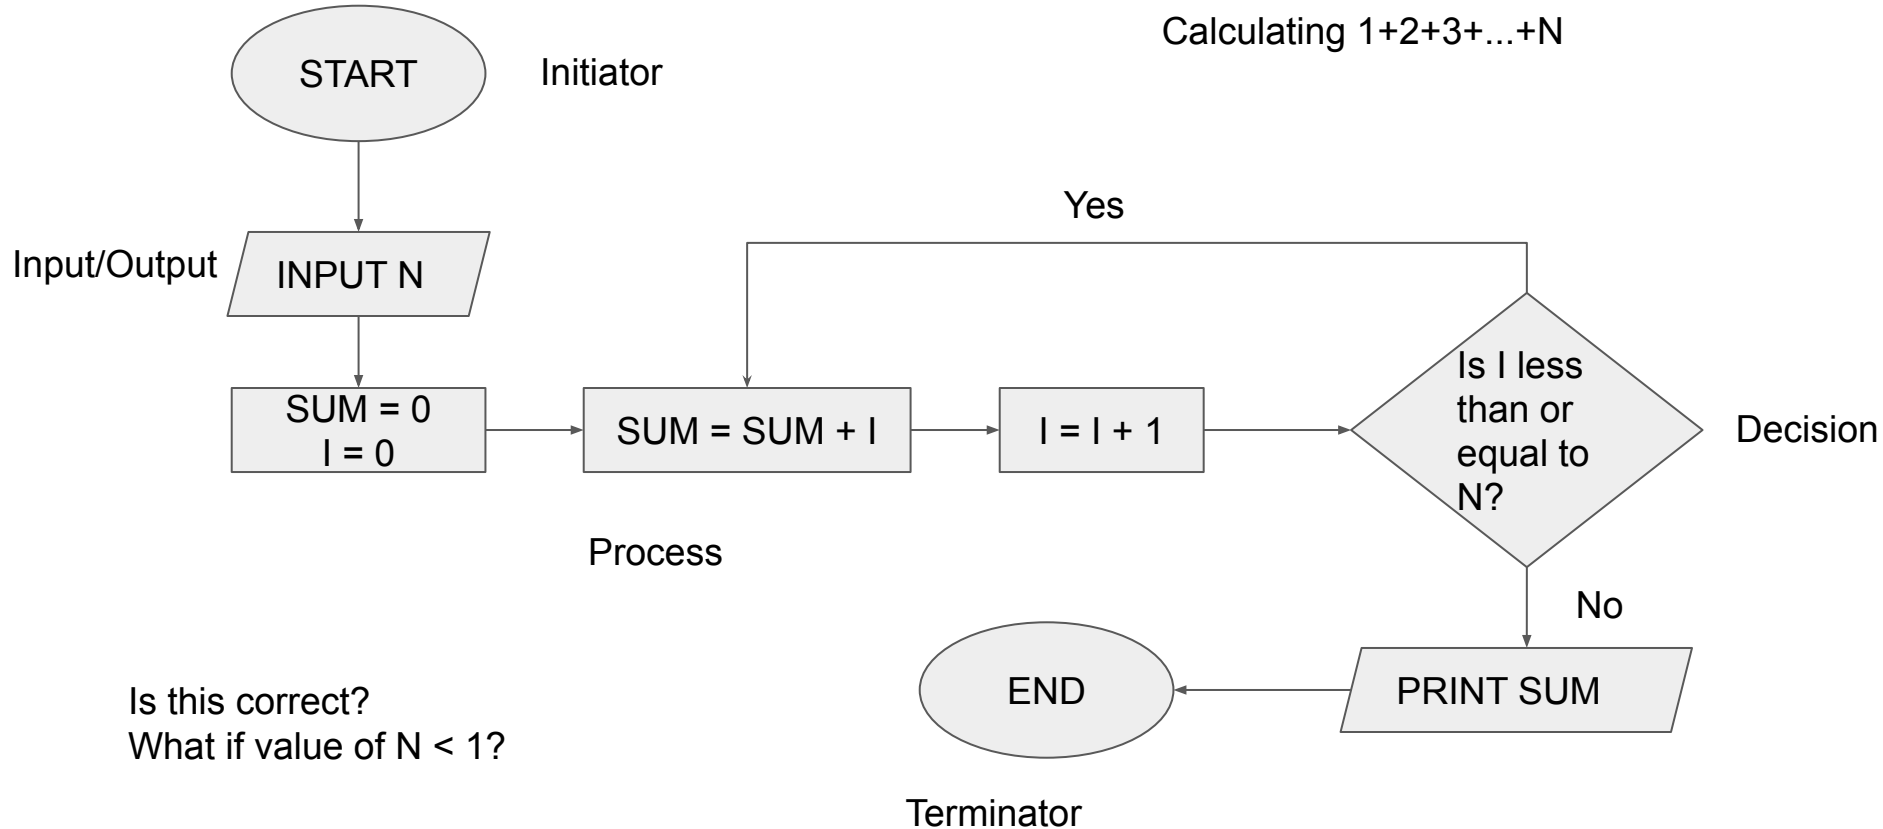 Calculating 1+2+3+...+N
START
Initiator
Yes
Input/Output
INPUT N
SUM = 0
I = 0
SUM = SUM + I
I = I + 1
Is I less
than or
equal to
N?
Decision
Process
No
PRINT SUM
END
Terminator
Is this correct?
What if value of N < 1?